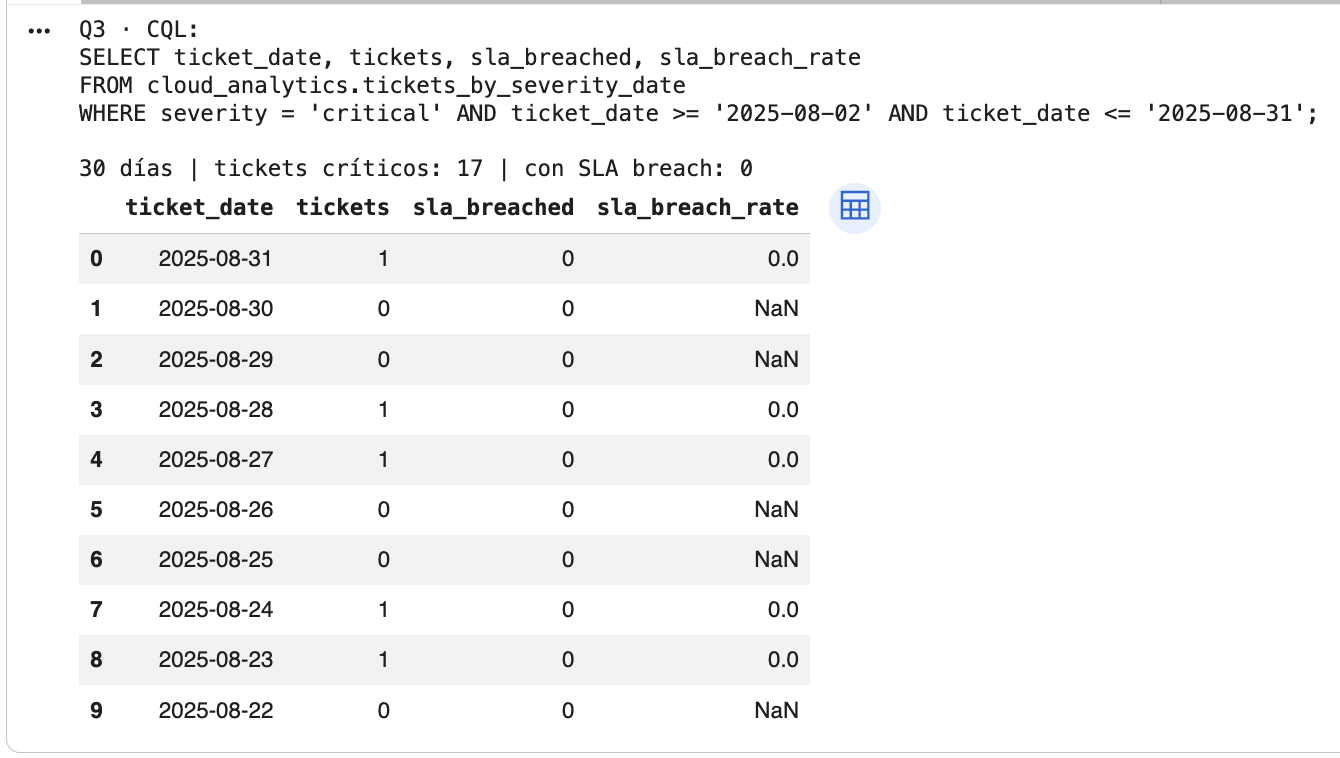 Q3 · CQL:
SELECT ticket_date, tickets, sla_breached, sla_breach_rate
FROM cloud_analytics.tickets_by_severity_date
WHERE severity = 'critical' AND ticket_date >= '2025-08-02' AND ticket_date <= '2025-08-31';
30 días | tickets críticos: 17 | con SLA breach: 0
ticket_date tickets sla_breached sla_breach_rate
0 2025-08-31 1 0 0.0
1 2025-08-30 0 0 NaN
2 2025-08-29 0 0 NaN
3 2025-08-28 1 0 0.0
4 2025-08-27 1 0 0.0
5 2025-08-26 0 0 NaN
6 2025-08-25 0 0 NaN
7 2025-08-24 1 0 0.0
8 2025-08-23 1 0 0.0
9 2025-08-22 0 0 NaN